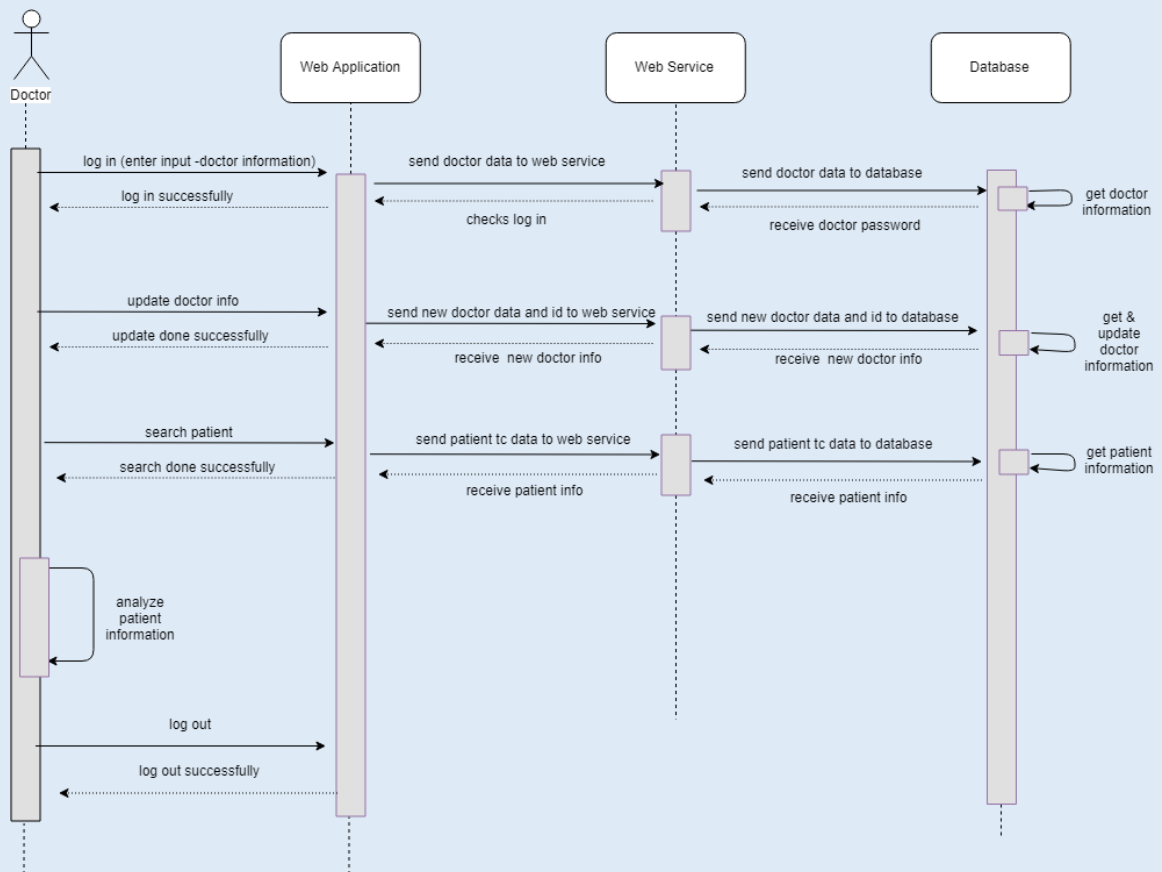 Doctor
Web Application
Web Service
Database
log in (enter input -doctor information)
send doctor data to web service
send doctor data to database
get doctor
information
log in successfully
checks log in
receive doctor password
update doctor info
send new doctor data and id to web service
send new doctor data and id to database
get &
update
doctor
information
update done successfully
receive  new doctor info
receive  new doctor info
search patient
send patient tc data to web service
send patient tc data to database
get patient
information
search done successfully
receive patient info
receive patient info
analyze
patient
information
log out
log out successfully